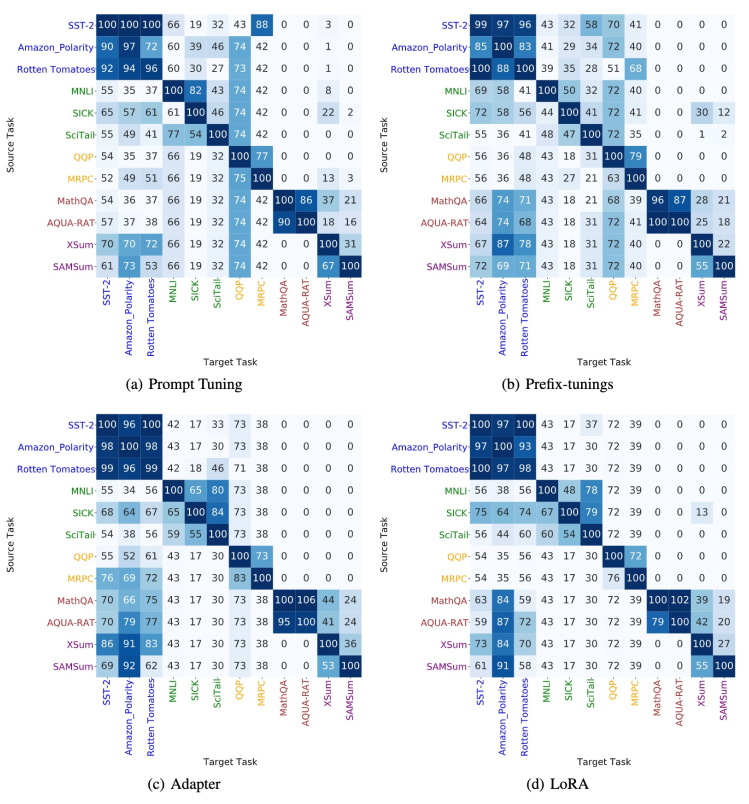 SST-2 100 100 100 66 19 32 43 88 0 0 3 0
Amazon_Polarity 90 97 72 60 39 46 74 42 0 0 1 0
Rotten Tomatoes 92 94 96 60 30 27 73 42 0 0 1 0
MNLI 55 35 37 100 82 43 74 42 0 0 8 0
SICK 65 57 61 61 100 46 74 42 0 0 22 2
SciTail 55 49 41 77 54 100 74 42 0 0 0 0
QQP 54 35 37 66 19 32 100 77 0 0 0 0
MRPC 52 49 51 66 19 32 75 100 0 0 13 3
MathQA 54 36 37 66 19 32 74 42 100 86 37 21
AQUA-RAT 57 37 38 66 19 32 74 42 90 100 18 16
XSum 70 70 72 66 19 32 74 42 0 0 100 31
SAMSum 61 73 53 66 19 32 74 42 0 0 67 100
Source Task
SST-2 Amazon_Polarity Rotten Tomatoes MNLI SICK SciTail QQP MRPC MathQA AQUA-RAT XSum SAMSum
Target Task
(a) Prompt Tuning
SST-2 99 97 96 43 32 58 70 41 0 0 0 0
Amazon_Polarity 85 100 83 41 29 34 72 40 0 0 0 0
Rotten Tomatoes 100 88 100 39 35 28 51 68 0 0 0 0
MNLI 69 58 41 100 50 32 72 40 0 0 0 0
SICK 72 58 56 44 100 41 72 41 0 0 30 12
SciTail 55 36 41 48 47 100 72 35 0 0 1 2
QQP 56 36 48 43 18 31 100 79 0 0 0 0
MRPC 56 36 48 43 27 21 63 100 0 0 0 0
MathQA 66 74 71 43 18 21 68 39 96 87 28 21
AQUA-RAT 64 74 68 43 18 31 72 41 100 100 25 18
XSum 67 87 78 43 18 31 72 40 0 0 100 22
SAMSum 72 69 71 43 18 31 72 40 0 0 55 100
Source Task
SST-2 Amazon_Polarity Rotten Tomatoes MNLI SICK SciTail QQP MRPC MathQA AQUA-RAT XSum SAMSum
Target Task
(b) Prefix-tunings
SST-2 100 96 100 42 17 33 73 38 0 0 0 0
Amazon_Polarity 98 100 98 43 17 30 73 38 0 0 0 0
Rotten Tomatoes 99 96 99 42 18 46 71 38 0 0 0 0
MNLI 55 34 56 100 65 80 73 38 0 0 0 0
SICK 68 64 67 65 100 84 73 38 0 0 0 0
SciTail 54 38 56 59 55 100 73 38 0 0 0 0
QQP 55 52 61 43 17 30 100 73 0 0 0 0
MRPC 76 69 72 43 17 30 83 100 0 0 0 0
MathQA 70 66 75 43 17 30 73 38 100 106 44 24
AQUA-RAT 70 79 77 43 17 30 73 38 95 100 41 24
XSum 86 91 83 43 17 30 73 38 0 0 100 36
SAMSum 69 92 62 43 17 30 73 38 0 0 53 100
Source Task
SST-2 Amazon_Polarity Rotten Tomatoes MNLI SICK SciTail QQP MRPC MathQA AQUA-RAT XSum SAMSum
Target Task
(c) Adapter
SST-2 100 97 100 43 17 37 72 39 0 0 0 0
Amazon_Polarity 97 100 93 43 17 30 72 39 0 0 0 0
Rotten Tomatoes 100 97 98 43 17 30 72 39 0 0 0 0
MNLI 56 38 56 100 48 78 72 39 0 0 0 0
SICK 75 64 74 67 100 79 72 39 0 0 13 0
SciTail 56 44 60 60 54 100 72 39 0 0 0 0
QQP 54 35 56 43 17 30 100 72 0 0 0 0
MRPC 54 35 56 43 17 30 76 100 0 0 0 0
MathQA 63 84 59 43 17 30 72 39 100 102 39 19
AQUA-RAT 59 87 72 43 17 30 72 39 79 100 42 20
XSum 73 84 70 43 17 30 72 39 0 0 100 27
SAMSum 61 91 58 43 17 30 72 39 0 0 55 100
Source Task
SST-2 Amazon_Polarity Rotten Tomatoes MNLI SICK SciTail QQP MRPC MathQA AQUA-RAT XSum SAMSum
Target Task
(d) LoRA